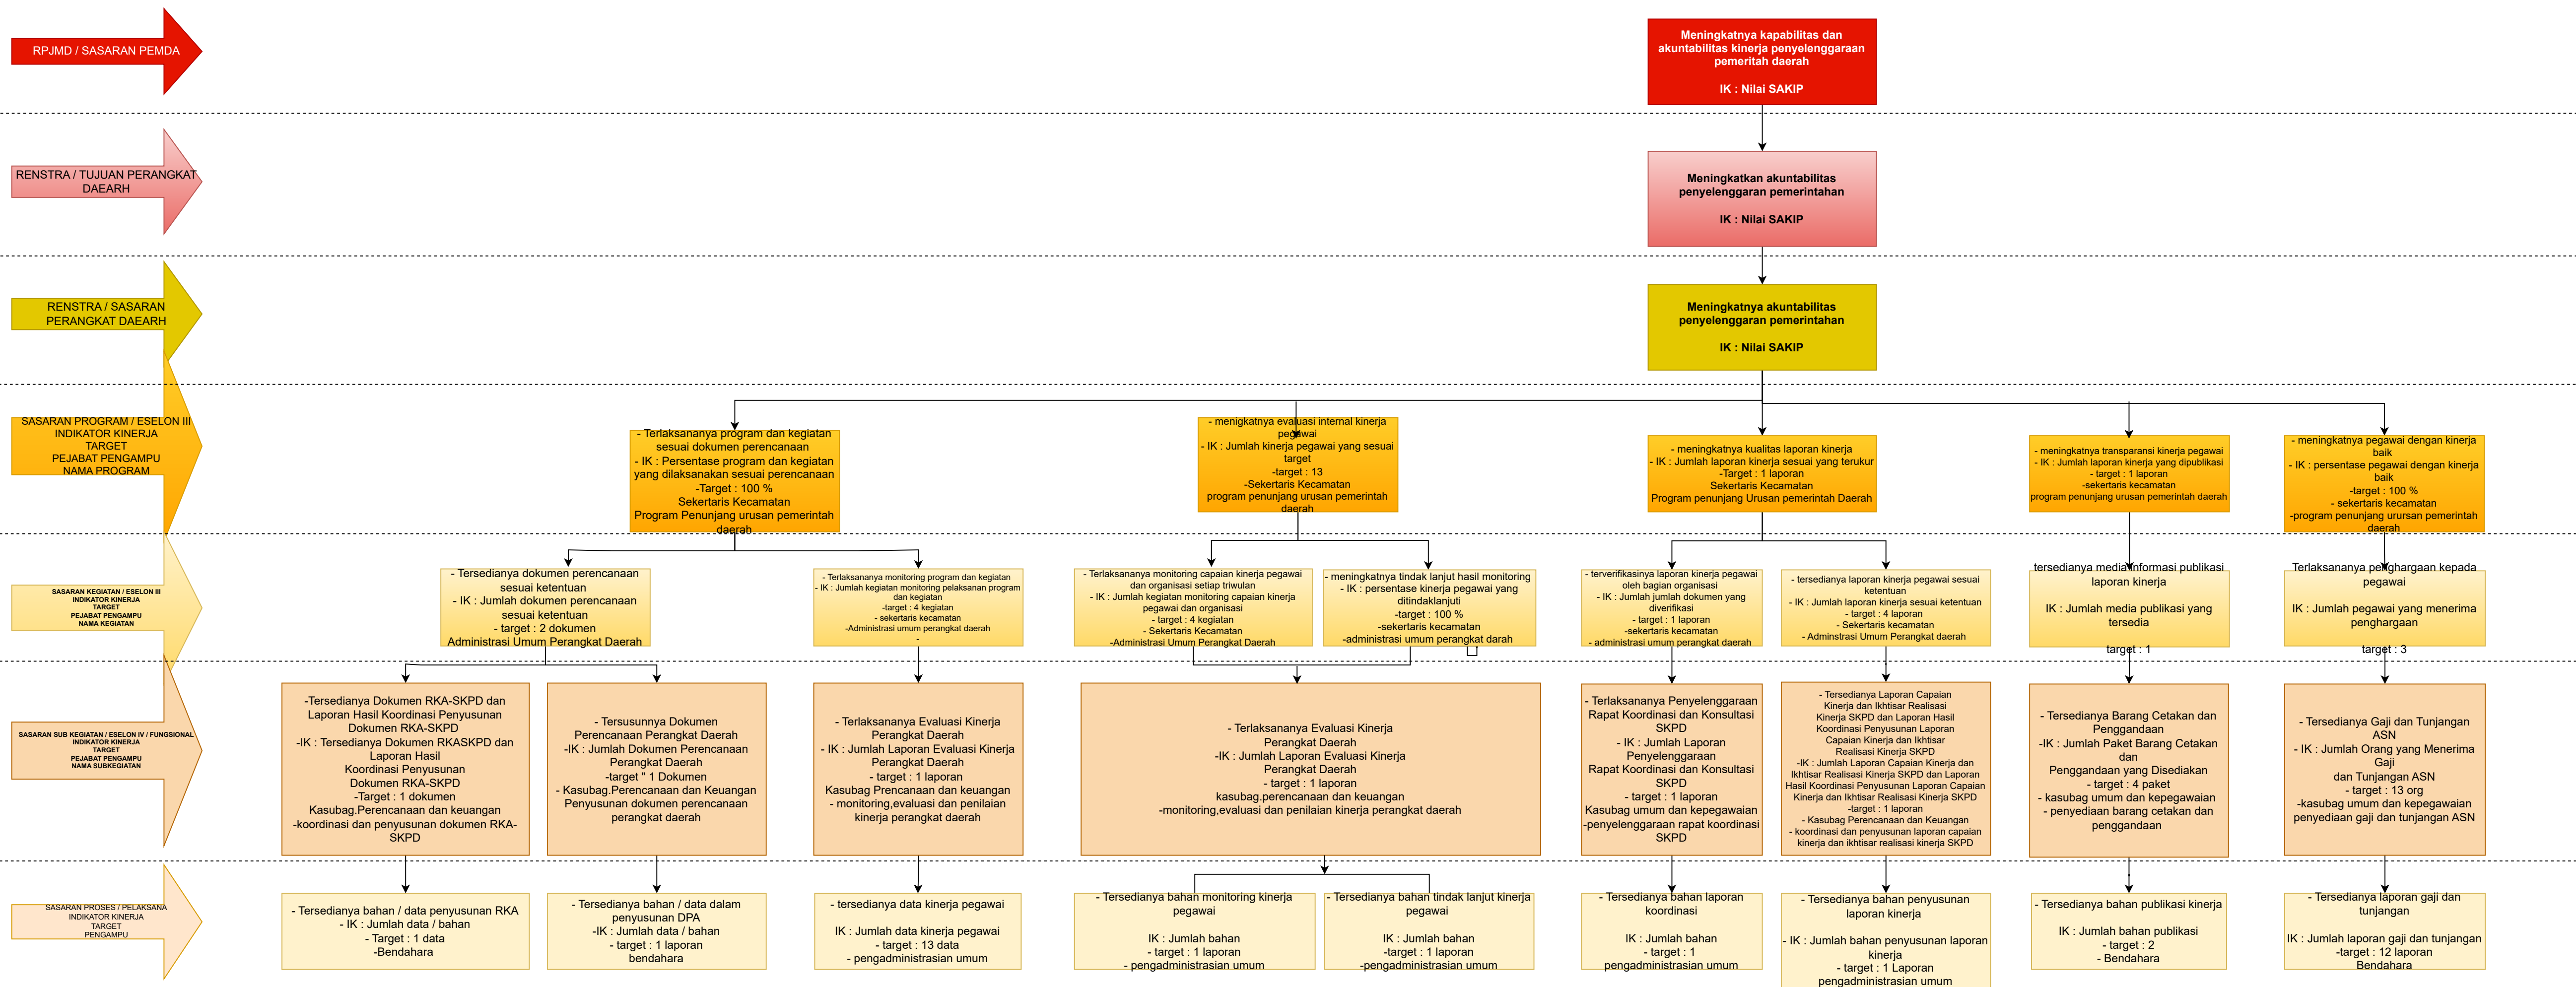 RPJMD / SASARAN PEMDA
Meningkatnya kapabilitas dan
akuntabilitas kinerja penyelenggaraan
pemeritah daerah
IK : Nilai SAKIP
RENSTRA / TUJUAN PERANGKAT
DAEARH
Meningkatkan akuntabilitas
penyelenggaran pemerintahan
IK : Nilai SAKIP
RENSTRA / SASARAN
PERANGKAT DAEARH
Meningkatnya akuntabilitas
penyelenggaran pemerintahan
IK : Nilai SAKIP
SASARAN PROGRAM / ESELON III
INDIKATOR KINERJA
TARGET
PEJABAT PENGAMPU
NAMA PROGRAM
- Terlaksananya program dan kegiatan
sesuai dokumen perencanaan
- IK : Persentase program dan kegiatan
yang dilaksanakan sesuai perencanaan
-Target : 100 %
Sekertaris Kecamatan
Program Penunjang urusan pemerintah
daerah
- menigkatnya evaluasi internal kinerja
pegawai
- IK : Jumlah kinerja pegawai yang sesuai
target
-target : 13
-Sekertaris Kecamatan
program penunjang urusan pemerintah
daerah
- meningkatnya kualitas laporan kinerja
- IK : Jumlah laporan kinerja sesuai yang terukur
-Target : 1 laporan
Sekertaris Kecamatan
Program penunjang Urusan pemerintah Daerah
- meningkatnya transparansi kinerja pegawai
- IK : Jumlah laporan kinerja yang dipublikasi
- target : 1 laporan
-sekertaris kecamatan
program penunjang urusan pemerintah daerah
- meningkatnya pegawai dengan kinerja
baik
- IK : persentase pegawai dengan kinerja
baik
-target : 100 %
- sekertaris kecamatan
-program penunjang urursan pemerintah
daerah
SASARAN KEGIATAN / ESELON III
INDIKATOR KINERJA
TARGET
PEJABAT PENGAMPU
NAMA KEGIATAN
- Tersedianya dokumen perencanaan
sesuai ketentuan
- IK : Jumlah dokumen perencanaan
sesuai ketentuan
- target : 2 dokumen
Administrasi Umum Perangkat Daerah
- Terlaksananya monitoring program dan kegiatan
- IK : Jumlah kegiatan monitoring pelaksanan program
dan kegiatan
-target : 4 kegiatan
- sekertaris kecamatan
-Administrasi umum perangkat daerah
-
- Terlaksananya monitoring capaian kinerja pegawai
dan organisasi setiap triwulan
- IK : Jumlah kegiatan monitoring capaian kinerja
pegawai dan organisasi
- target : 4 kegiatan
- Sekertaris Kecamatan
-Adminstrasi Umum Perangkat Daerah
- meningkatnya tindak lanjut hasil monitoring
- IK : persentase kinerja pegawai yang
ditindaklanjuti
-target : 100 %
-sekertaris kecamatan
-administrasi umum perangkat darah
- terverifikasinya laporan kinerja pegawai
oleh bagian organisasi
- IK : Jumlah jumlah dokumen yang
diverifikasi
- target : 1 laporan
-sekertaris kecamatan
- administrasi umum perangkat daerah
- tersedianya laporan kinerja pegawai sesuai
ketentuan
- IK : Jumlah laporan kinerja sesuai ketentuan
- target : 4 laporan
- Sekertaris kecamatan
- Adminstrasi Umum Perangkat daerah
tersedianya media informasi publikasi
laporan kinerja
IK : Jumlah media publikasi yang
tersedia
target : 1
Terlaksananya penghargaan kepada
pegawai
IK : Jumlah pegawai yang menerima
penghargaan
target : 3
SASARAN SUB KEGIATAN / ESELON IV / FUNGSIONAL
INDIKATOR KINERJA
TARGET
PEJABAT PENGAMPU
NAMA SUBKEGIATAN
-Tersedianya Dokumen RKA-SKPD dan
Laporan Hasil Koordinasi Penyusunan
Dokumen RKA-SKPD
-IK : Tersedianya Dokumen RKASKPD dan
Laporan Hasil
Koordinasi Penyusunan
Dokumen RKA-SKPD
-Target : 1 dokumen
Kasubag.Perencanaan dan keuangan
-koordinasi dan penyusunan dokumen RKA-
SKPD
- Tersusunnya Dokumen
Perencanaan Perangkat Daerah
-IK : Jumlah Dokumen Perencanaan
Perangkat Daerah
-target " 1 Dokumen
- Kasubag.Perencanaan dan Keuangan
Penyusunan dokumen perencanaan
perangkat daerah
- Terlaksananya Evaluasi Kinerja
Perangkat Daerah
- IK : Jumlah Laporan Evaluasi Kinerja
Perangkat Daerah
- target : 1 laporan
Kasubag Prencanaan dan keuangan
- monitoring,evaluasi dan penilaian
kinerja perangkat daerah
- Terlaksananya Evaluasi Kinerja
Perangkat Daerah
-IK : Jumlah Laporan Evaluasi Kinerja
Perangkat Daerah
- target : 1 laporan
kasubag.perencanaan dan keuangan
-monitoring,evaluasi dan penilaian kinerja perangkat daerah
- Terlaksananya Penyelenggaraan
Rapat Koordinasi dan Konsultasi
SKPD
- IK : Jumlah Laporan
Penyelenggaraan
Rapat Koordinasi dan Konsultasi
SKPD
- target : 1 laporan
Kasubag umum dan kepegawaian
-penyelenggaraan rapat koordinasi
SKPD
- Tersedianya Laporan Capaian
Kinerja dan Ikhtisar Realisasi
Kinerja SKPD dan Laporan Hasil
Koordinasi Penyusunan Laporan
Capaian Kinerja dan Ikhtisar
Realisasi Kinerja SKPD
-IK : Jumlah Laporan Capaian Kinerja dan
Ikhtisar Realisasi Kinerja SKPD dan Laporan
Hasil Koordinasi Penyusunan Laporan Capaian
Kinerja dan Ikhtisar Realisasi Kinerja SKPD
-target : 1 laporan
- Kasubag Perencanaan dan Keuangan
- koordinasi dan penyusunan laporan capaian
kinerja dan ikhtisar realisasi kinerja SKPD
- Tersedianya Barang Cetakan dan
Penggandaan
-IK : Jumlah Paket Barang Cetakan
dan
Penggandaan yang Disediakan
- target : 4 paket
- kasubag umum dan kepegawaian
- penyediaan barang cetakan dan
penggandaan
- Tersedianya Gaji dan Tunjangan
ASN
- IK : Jumlah Orang yang Menerima
Gaji
dan Tunjangan ASN
- target : 13 org
-kasubag umum dan kepegawaian
penyediaan gaji dan tunjangan ASN
SASARAN PROSES / PELAKSANA
INDIKATOR KINERJA
TARGET
PENGAMPU
- Tersedianya bahan / data penyusunan RKA
- IK : Jumlah data / bahan
- Target : 1 data
-Bendahara
- Tersedianya bahan / data dalam
penyusunan DPA
-IK : Jumlah data / bahan
- target : 1 laporan
bendahara
- tersedianya data kinerja pegawai
IK : Jumlah data kinerja pegawai
- target : 13 data
- pengadministrasian umum
- Tersedianya bahan monitoring kinerja
pegawai
IK : Jumlah bahan
- target : 1 laporan
- pengadministrasian umum
- Tersedianya bahan tindak lanjut kinerja
pegawai
IK : Jumlah bahan
-target : 1 laporan
-pengadministrasian umum
- Tersedianya bahan laporan
koordinasi
IK : Jumlah bahan
- target : 1
pengadministrasian umum
- Tersedianya bahan penyusunan
laporan kinerja
- IK : Jumlah bahan penyusunan laporan
kinerja
- target : 1 Laporan
pengadministrasian umum
- Tersedianya bahan publikasi kinerja
IK : Jumlah bahan publikasi
- target : 2
- Bendahara
- Tersedianya laporan gaji dan
tunjangan
IK : Jumlah laporan gaji dan tunjangan
-target : 12 laporan
Bendahara